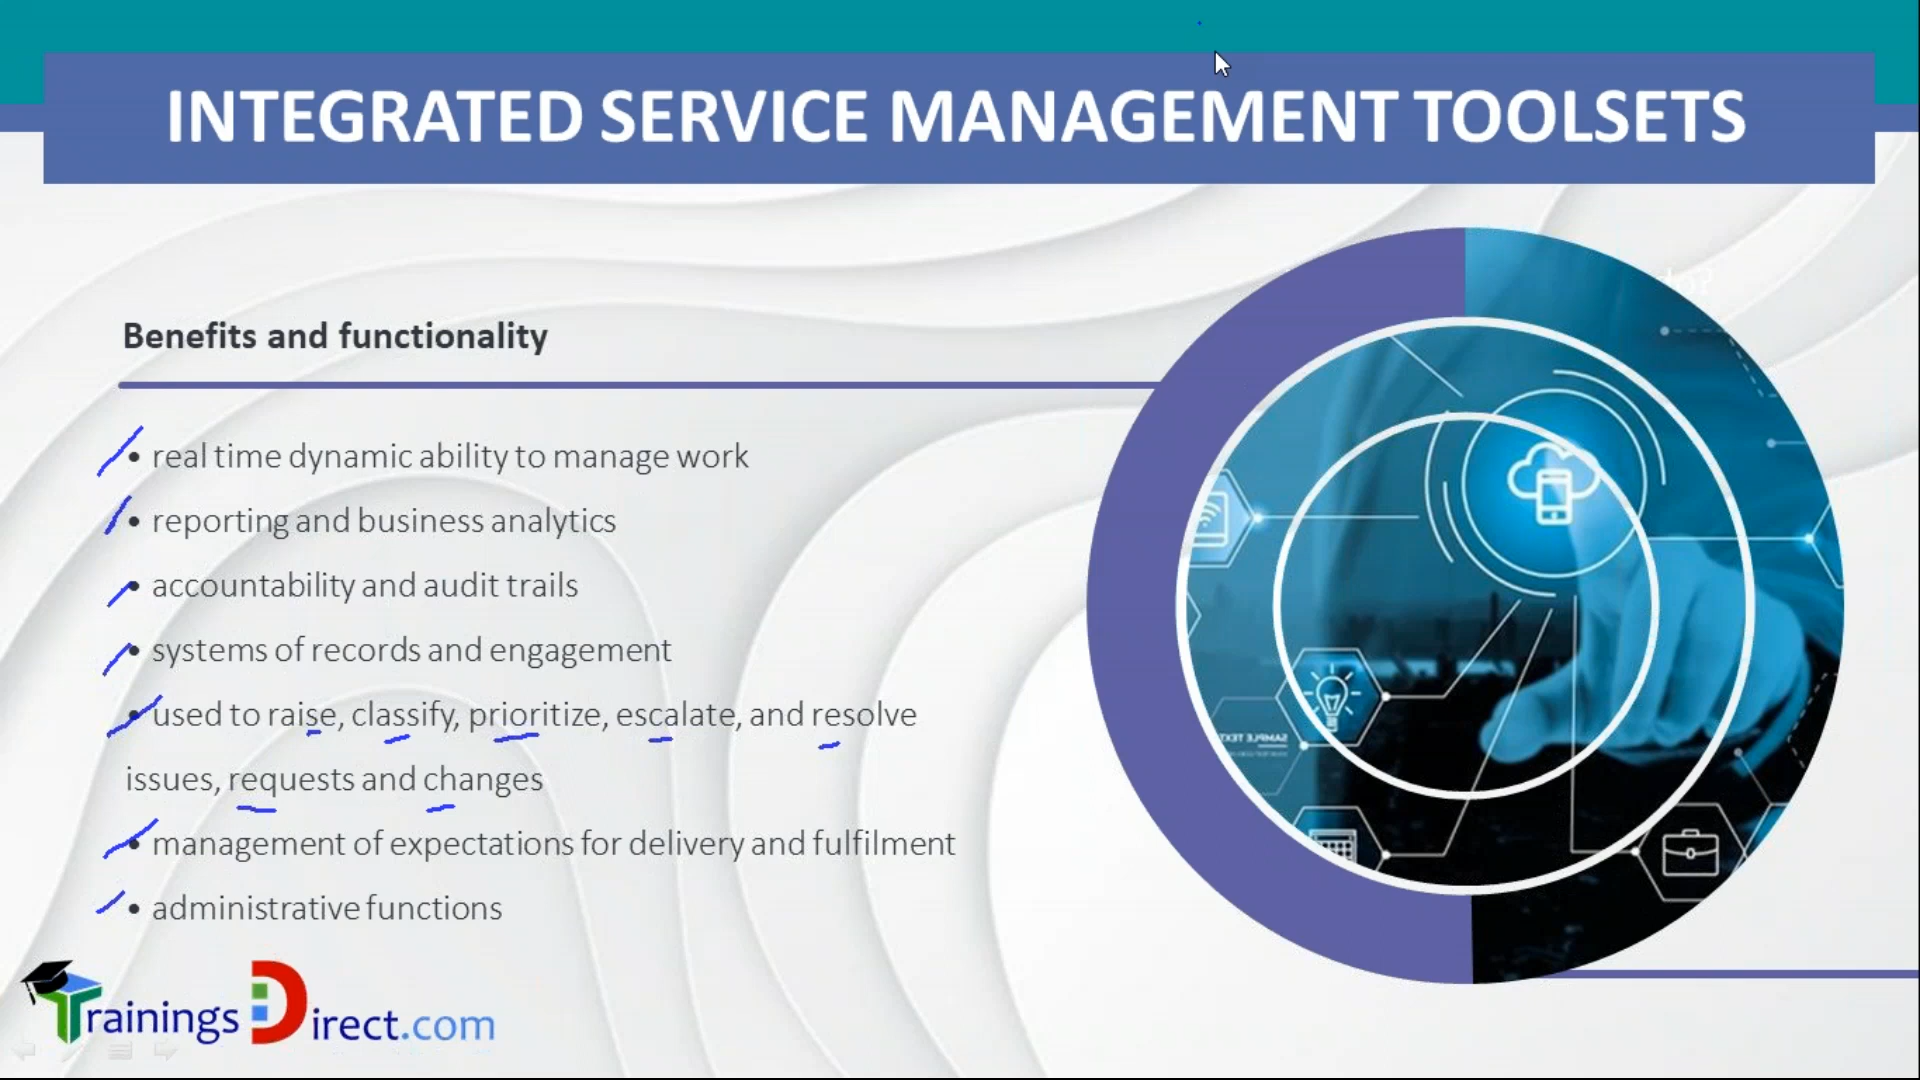 INTEGRATED SERVICE MANAGEMENT TOOLSETS
Benefits and functionality
• real time dynamic ability to manage work
• reporting and business analytics
• accountability and audit trails
• systems of records and engagement
• used to raise, classify, prioritize, escalate, and resolve
issues, requests and changes
• management of expectations for delivery and fulfilment
• administrative functions
SAMPLE TEXT
TrainingsDirect.com